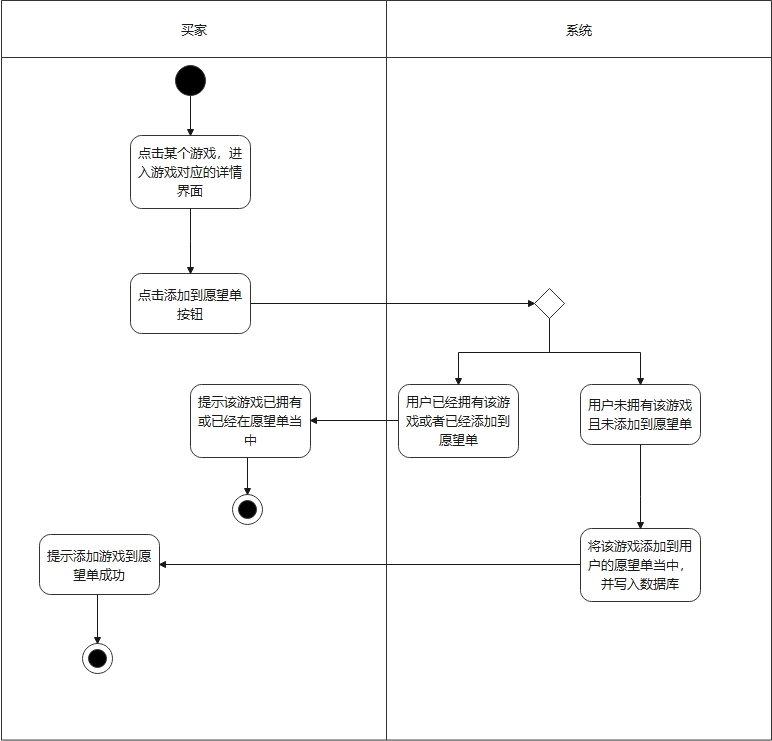 买家
系统
点击某个游戏，进
入游戏对应的详情
界面
点击添加到愿望单
按钮
提示该游戏已拥有
或已经在愿望单当
中
用户已经拥有该游
戏或者已经添加到
愿望单
用户未拥有该游戏
且未添加到愿望单
提示添加游戏到愿
望单成功
将该游戏添加到用
户的愿望单当中，
并写入数据库